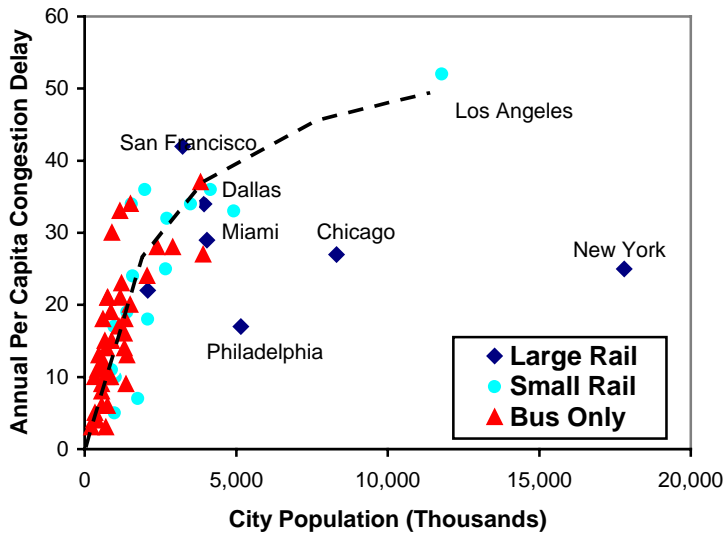 60
50
40
30
20
10
0
Annual Per Capita Congestion Delay
Los Angeles
San Francisco
Dallas
Miami
Chicago
New York
Philadelphia
Large Rail
Small Rail
Bus Only
0
5,000
10,000
15,000
20,000
City Population (Thousands)